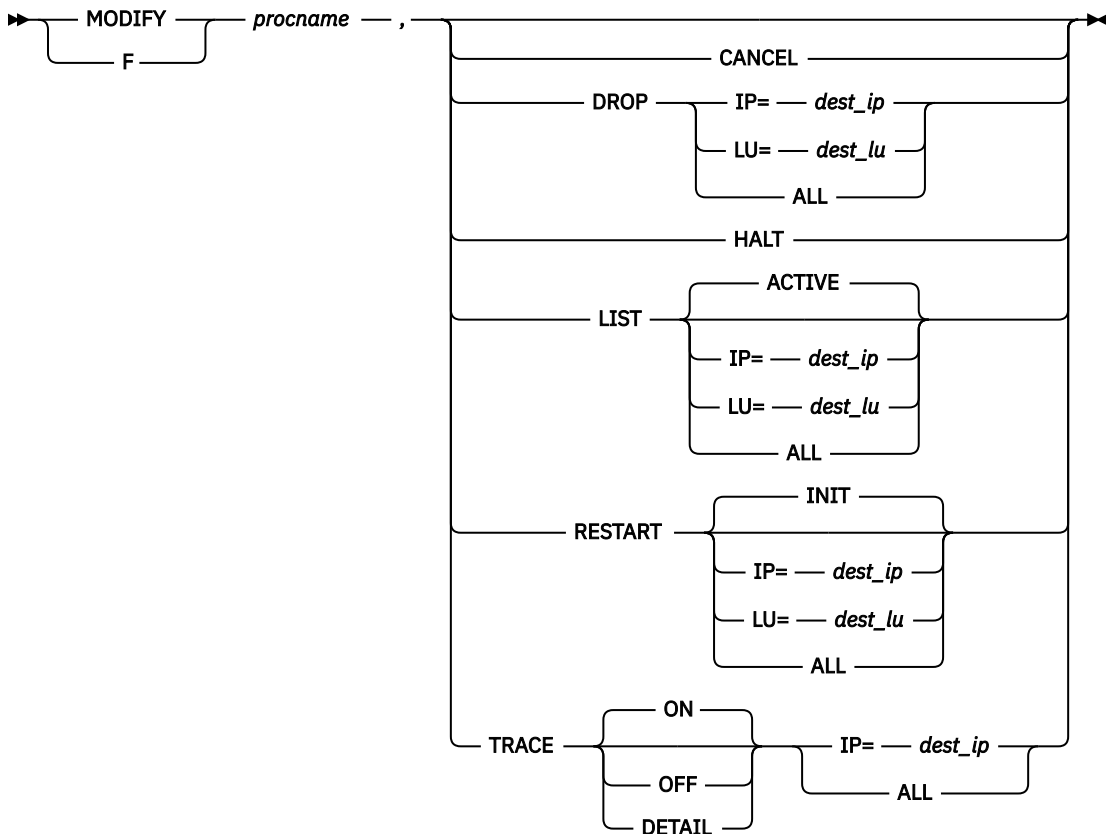 MODIFY procname ,
F
CANCEL
DROP IP= dest_ip
LU= dest_lu
ALL
HALT
ACTIVE
LIST
IP= dest_ip
LU= dest_lu
ALL
INIT
RESTART
IP= dest_ip
LU= dest_lu
ALL
ON
TRACE IP= dest_ip
OFF ALL
DETAIL